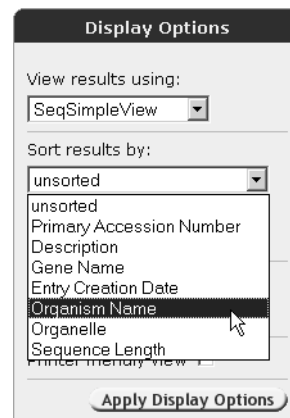 Display Options
View results using:
SeqSimpleView
Sort results by:
unsorted
unsorted
Primary Accession Number
Description
Gene Name
Entry Creation Date
Organism Name
Organelle
Sequence Length
Printer friendly view
Apply Display Options